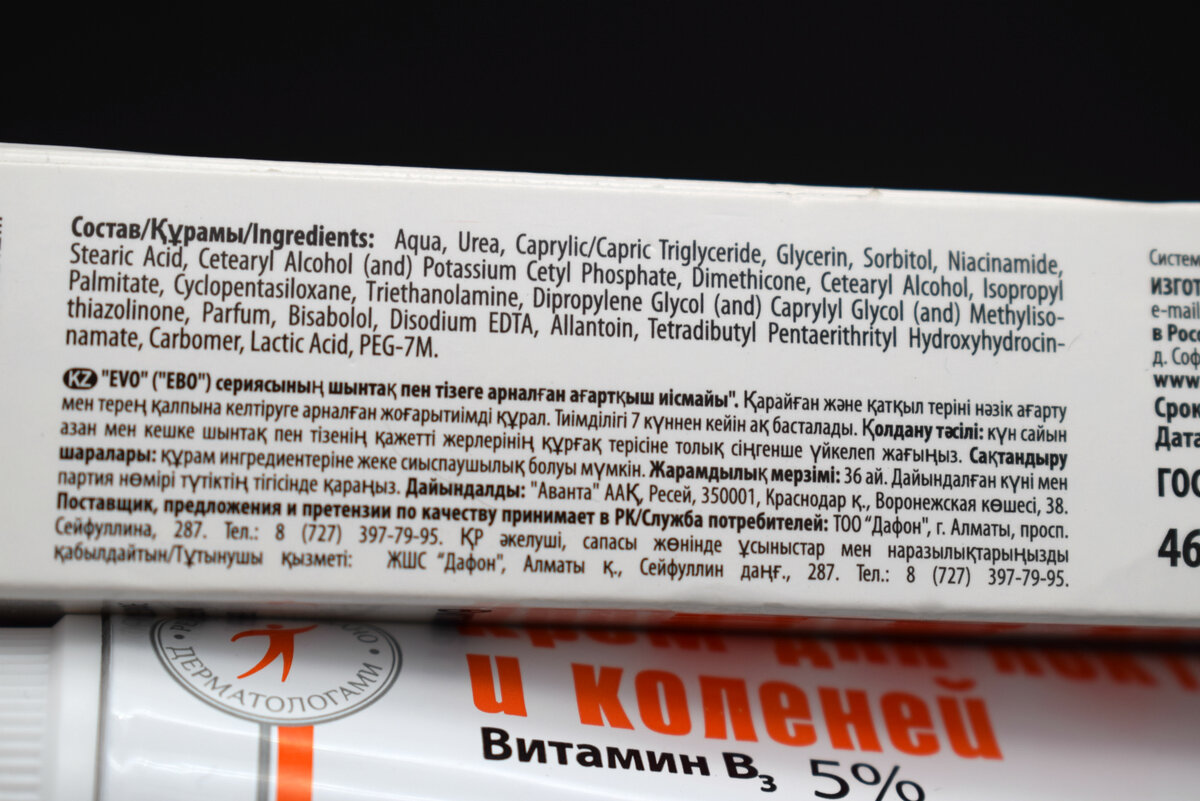 Состав/Құрамы/Ingredients: Aqua, Urea, Caprylic/Capric Triglyceride, Glycerin, Sorbitol, Niacinamide,
Stearic Acid, Cetearyl Alcohol (and) Potassium Cetyl Phosphate, Dimethicone, Cetearyl Alcohol, Isopropyl
Palmitate, Cyclopentasiloxane, Triethanolamine, Dipropylene Glycol (and) Caprylyl Glycol (and) Methyliso-
thiazolinone, Parfum, Bisabolol, Disodium EDTA, Allantoin, Tetradibutyl Pentaerithrityl Hydroxyhydrocin-
namate, Carbomer, Lactic Acid, PEG-7M.
KZ "EVO" ("ЕВО") сериясының шынтақ пен тізеге арналған ағартқыш иісмайы". Қарайған және қатқыл теріні нәзік ағарту
мен терең қалпына келтіруге арналған жоғарытиімді құрал. Тиімділігі 7 күннен кейін ақ басталады. Қолдану тәсілі: күн сайын
азан мен кешке шынтақ пен тізенің қажетті жерлерінің құрғақ терісіне толық сіңгенше үйкелеп жағыңыз. Сақтандыру
шаралары: құрам ингредиентеріне жеке сиыспаушылық болуы мүмкін. Жарамдылық мерзімі: 36 ай. Дайындалған күні мен
партия нөмірі түтіктің тігісінде қараңыз. Дайындалды: "Аванта" ААҚ, Ресей, 350001, Краснодар қ., Воронежская көшесі, 38.
Поставщик, предложения и претензии по качеству принимает в РК/Служба потребителей: ТОО "Дафон", г. Алматы, просп.
Сейфуллина, 287. Тел.: 8 (727) 397-79-95. ҚР әкелуші, сапасы жөнінде ұсыныстар мен наразылықтарыңызды
қабылдайтын/Тұтынушы қызметі: ЖШС "Дафон", Алматы қ., Сейфуллин даңғ., 287. Тел.: 8 (727) 397-79-95.
Систем
ИЗГОТ
e-mail
в Рос
д. Соф
www.
Срок
Дата
ГОС
46
ДЕРМАТОЛОГАМИ
и коленей
Витамин B3 5%